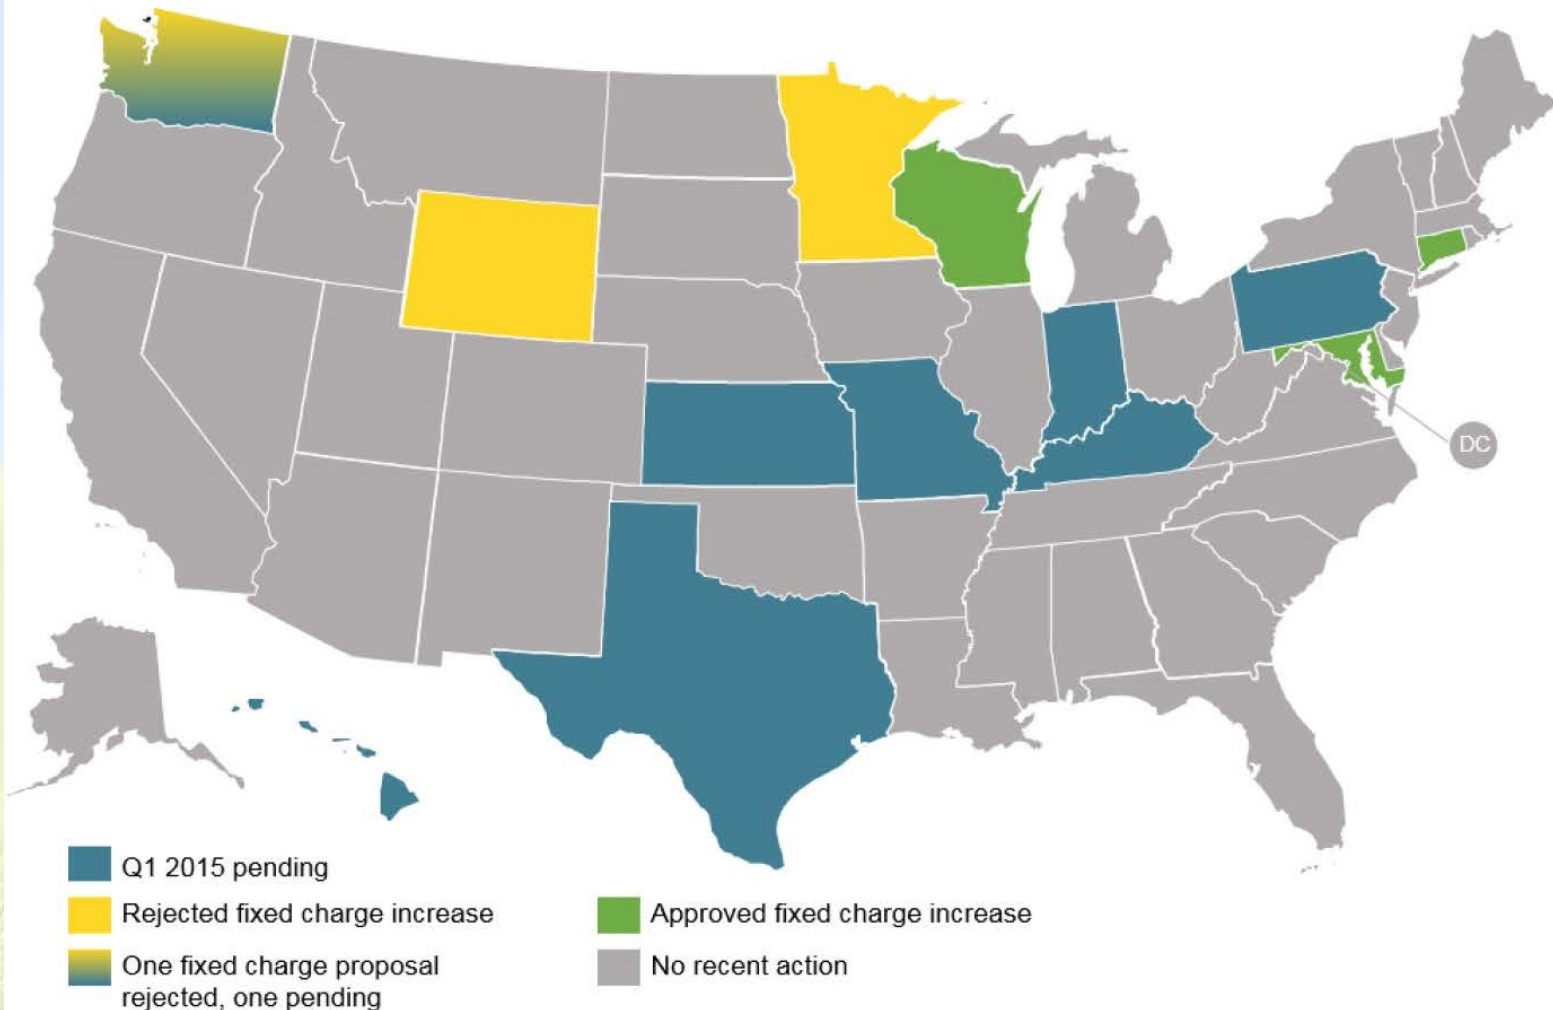 DC
Q1 2015 pending
Rejected fixed charge increase
Approved fixed charge increase
One fixed charge proposal
rejected, one pending
No recent action